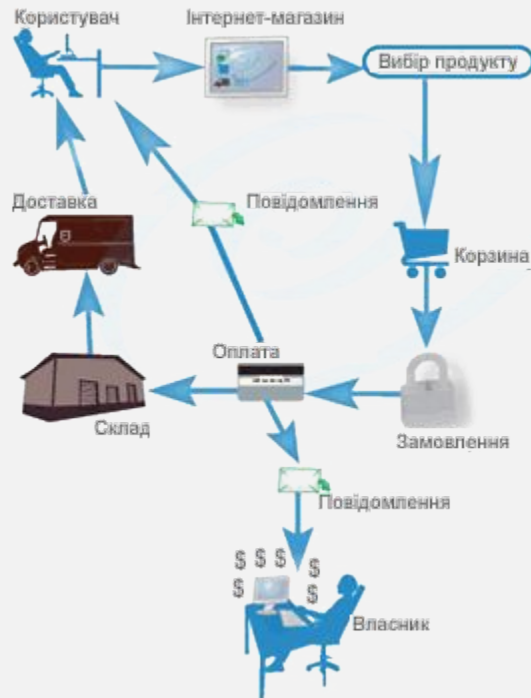 Користувач
Інтернет-магазин
Вибір продукту
Доставка
Повідомлення
Корзина
Оплата
Склад
Замовлення
Повідомлення
$ $ $ $
$ $
Власник